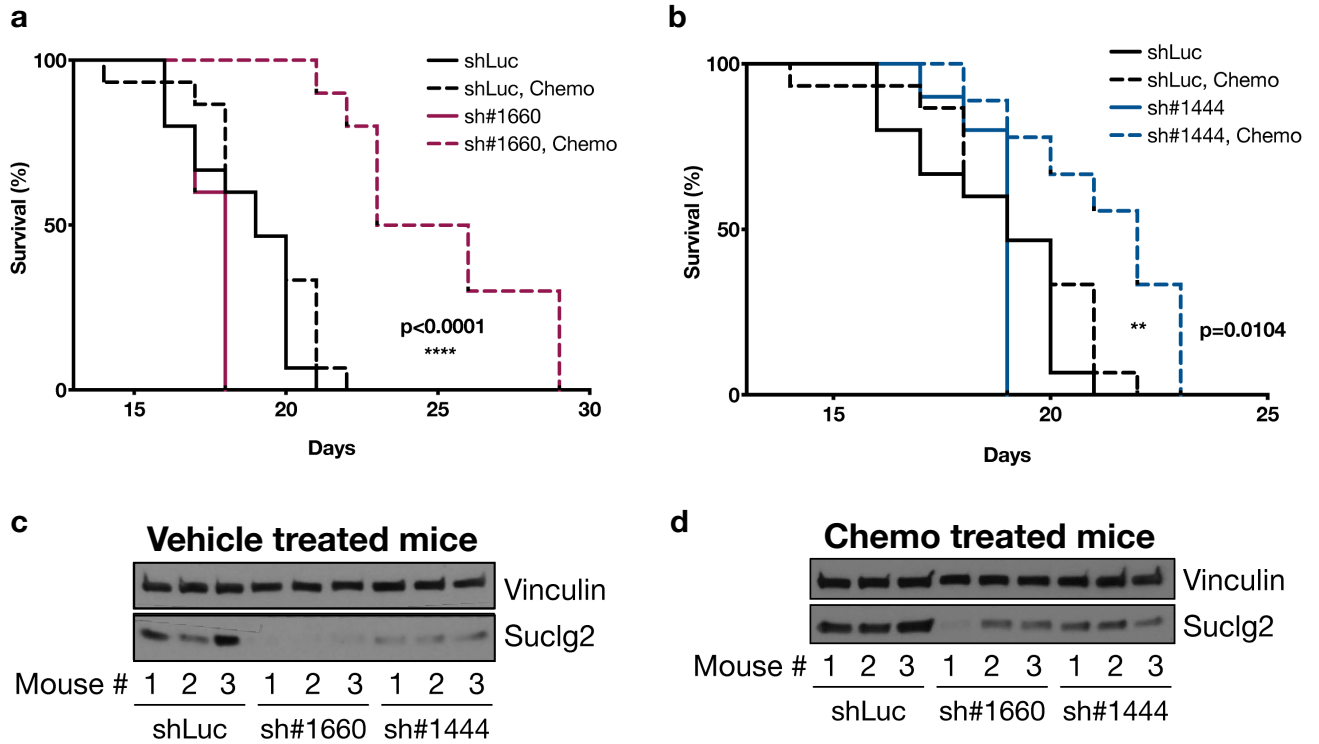 a
100
50
0
Survival (%)
15 20 25 30
Days
shLuc
shLuc, Chemo
sh#1660
sh#1660, Chemo
p<0.0001
****
b
100
50
0
Survival (%)
15 20 25
Days
shLuc
shLuc, Chemo
sh#1444
sh#1444, Chemo
** p=0.0104
c
Vehicle treated mice
Vinculin
Suclg2
Mouse # 1 2 3 1 2 3 1 2 3
shLuc sh#1660 sh#1444
d
Chemo treated mice
Vinculin
Suclg2
Mouse # 1 2 3 1 2 3 1 2 3
shLuc sh#1660 sh#1444